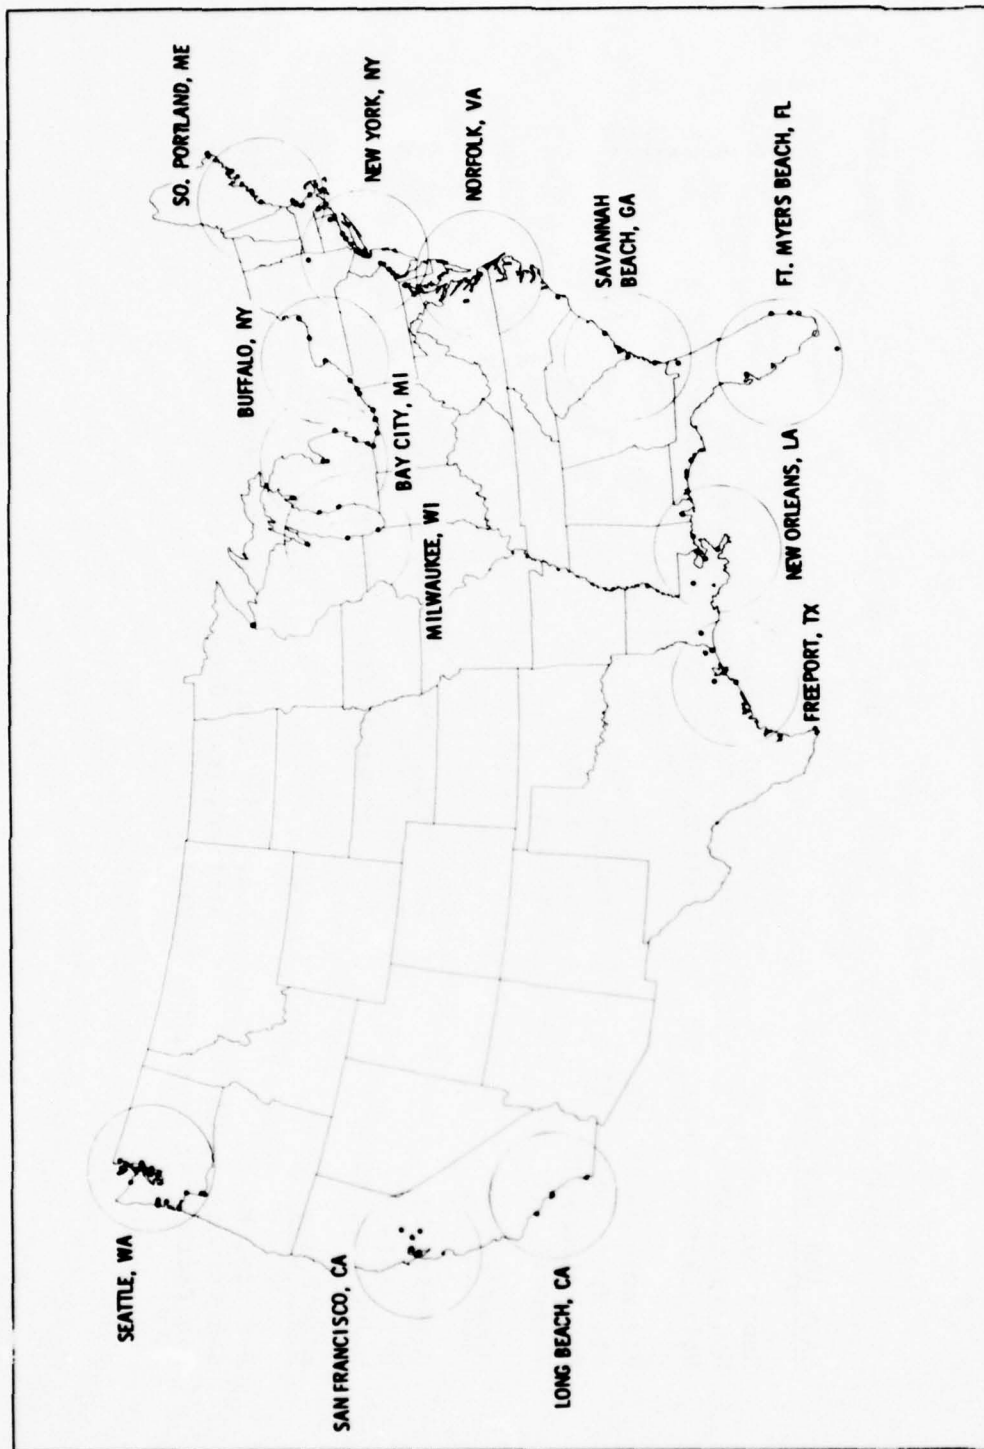 SEATTLE, WA
SAN FRANCISCO, CA
LONG BEACH, CA
MILWAUKEE, WI
BAY CITY, MI
BUFFALO, NY
SO. PORTLAND, ME
NEW YORK, NY
NORFOLK, VA
SAVANNAH
BEACH, GA
FT. MYERS BEACH, FL
NEW ORLEANS, LA
FREEPORT, TX